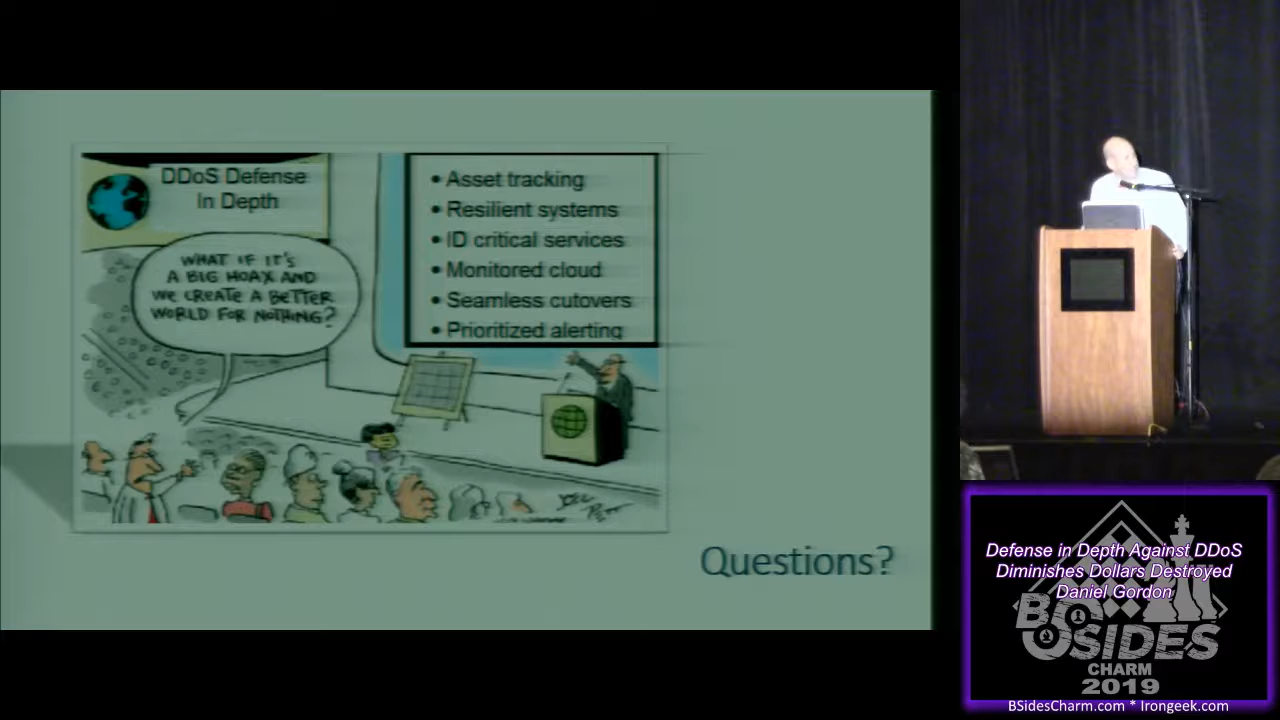 DDoS Defense
In Depth
WHAT IF IT'S
A BIG HOAX AND
WE CREATE A BETTER
WORLD FOR NOTHING?
• Asset tracking
• Resilient systems
• ID critical services
• Monitored cloud
• Seamless cutovers
• Prioritized alerting
JOEL
PETT
Questions?
Defense in Depth Against DDoS
Diminishes Dollars Destroyed
Daniel Gordon
BSIDES
CHARM
2019
BSidesCharm.com * Irongeek.com